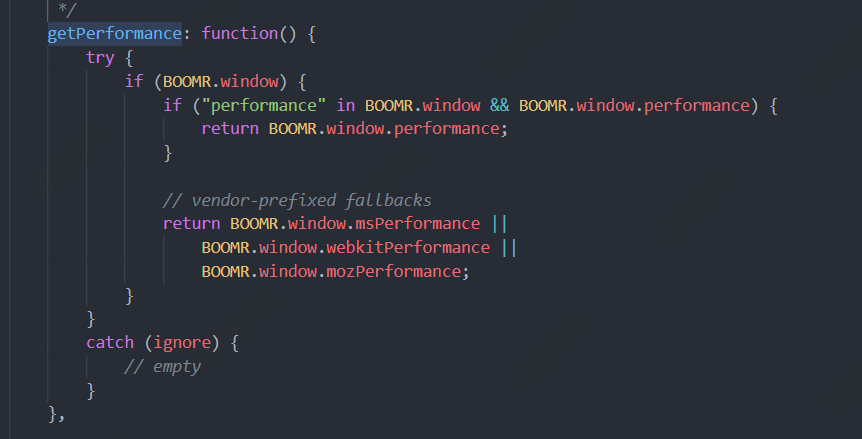 */
getPerformance: function() {
try {
if (BOOMR.window) {
if ("performance" in BOOMR.window && BOOMR.window.performance) {
return BOOMR.window.performance;
}
// vendor-prefixed fallbacks
return BOOMR.window.msPerformance ||
BOOMR.window.webkitPerformance ||
BOOMR.window.mozPerformance;
}
}
catch (ignore) {
// empty
}
},